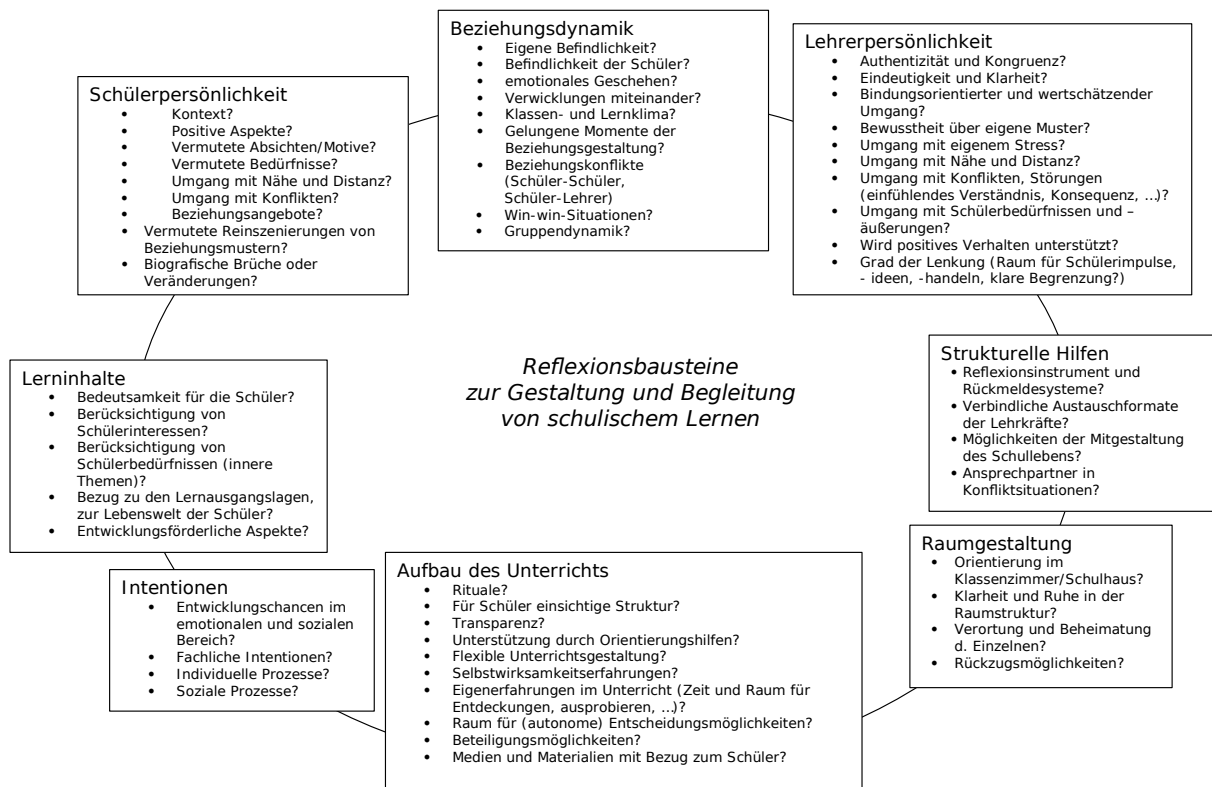 Beziehungsdynamik
• Eigene Befindlichkeit?
• Befindlichkeit der Schüler?
• emotionales Geschehen?
• Verwicklungen miteinander?
• Klassen- und Lernklima?
• Gelungene Momente der
Beziehungsgestaltung?
• Beziehungskonflikte
(Schüler-Schüler,
Schüler-Lehrer)
• Win-win-Situationen?
• Gruppendynamik?
Lehrerpersönlichkeit
• Authentizität und Kongruenz?
• Eindeutigkeit und Klarheit?
• Bindungsorientierter und wertschätzender
Umgang?
• Bewusstheit über eigene Muster?
• Umgang mit eigenem Stress?
• Umgang mit Nähe und Distanz?
• Umgang mit Konflikten, Störungen
(einfühlendes Verständnis, Konsequenz, ...)?
• Umgang mit Schülerbedürfnissen und –
äußerungen?
• Wird positives Verhalten unterstützt?
• Grad der Lenkung (Raum für Schülerimpulse,
- ideen, -handeln, klare Begrenzung?)
Schülerpersönlichkeit
• Kontext?
• Positive Aspekte?
• Vermutete Absichten/Motive?
• Vermutete Bedürfnisse?
• Umgang mit Nähe und Distanz?
• Umgang mit Konflikten?
• Beziehungsangebote?
• Vermutete Reinszenierungen von
Beziehungsmustern?
• Biografische Brüche oder
Veränderungen?
Reflexionsbausteine
zur Gestaltung und Begleitung
von schulischem Lernen
Strukturelle Hilfen
• Reflexionsinstrument und
Rückmeldesysteme?
• Verbindliche Austauschformate
der Lehrkräfte?
• Möglichkeiten der Mitgestaltung
des Schullebens?
• Ansprechpartner in
Konfliktsituationen?
Lerninhalte
• Bedeutsamkeit für die Schüler?
• Berücksichtigung von
Schülerinteressen?
• Berücksichtigung von
Schülerbedürfnissen (innere
Themen)?
• Bezug zu den Lernausgangslagen,
zur Lebenswelt der Schüler?
• Entwicklungsförderliche Aspekte?
Raumgestaltung
• Orientierung im
Klassenzimmer/Schulhaus?
• Klarheit und Ruhe in der
Raumstruktur?
• Verortung und Beheimatung
d. Einzelnen?
• Rückzugsmöglichkeiten?
Aufbau des Unterrichts
• Rituale?
• Für Schüler einsichtige Struktur?
• Transparenz?
• Unterstützung durch Orientierungshilfen?
• Flexible Unterrichtsgestaltung?
• Selbstwirksamkeitserfahrungen?
• Eigenerfahrungen im Unterricht (Zeit und Raum für
Entdeckungen, ausprobieren, ...)?
• Raum für (autonome) Entscheidungsmöglichkeiten?
• Beteiligungsmöglichkeiten?
• Medien und Materialien mit Bezug zum Schüler?
Intentionen
• Entwicklungschancen im
emotionalen und sozialen
Bereich?
• Fachliche Intentionen?
• Individuelle Prozesse?
• Soziale Prozesse?